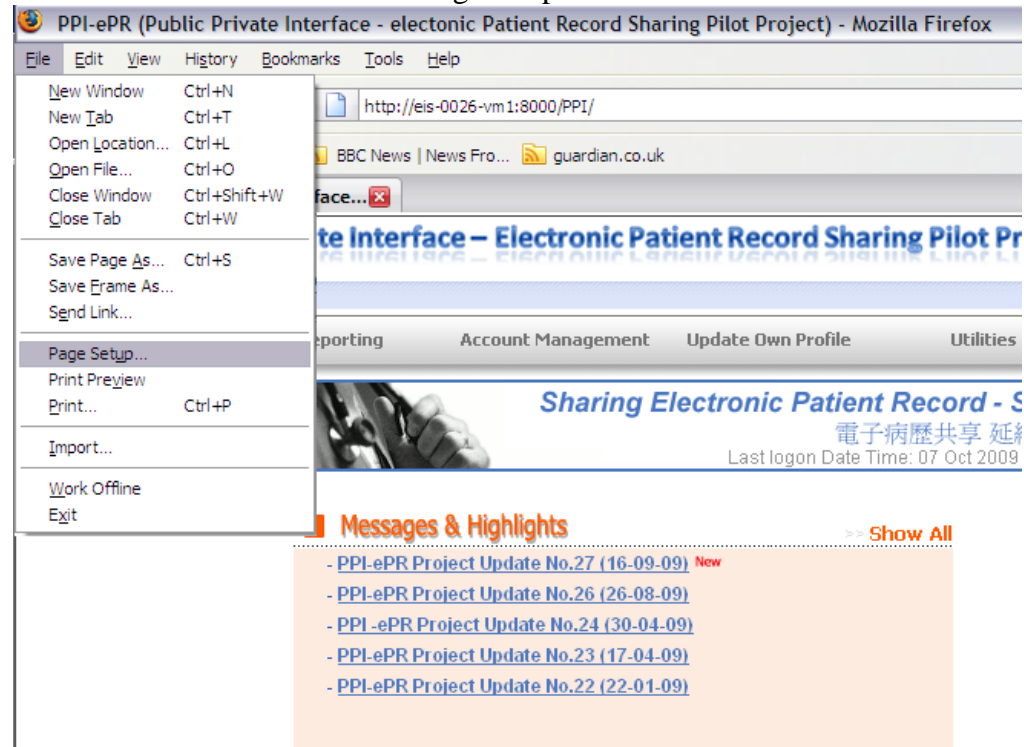 PPI-ePR (Public Private Interface - electonic Patient Record Sharing Pilot Project) - Mozilla Firefox
File Edit View History Bookmarks Tools Help
New Window Ctrl+N
New Tab Ctrl+T
Open Location... Ctrl+L
Open File... Ctrl+O
Close Window Ctrl+Shift+W
Close Tab Ctrl+W
Save Page As... Ctrl+S
Save Frame As...
Send Link...
Page Setup...
Print Preview
Print... Ctrl+P
Import...
Work Offline
Exit
http://eis-0026-vm1:8000/PPI/
BBC News | News Fro... guardian.co.uk
face...
te Interface – Electronic Patient Record Sharing Pilot Pr
porting Account Management Update Own Profile Utilities
Sharing Electronic Patient Record - S
電子病歷共享 延
Last logon Date Time: 07 Oct 2009
Messages & Highlights >> Show All
- PPI-ePR Project Update No.27 (16-09-09) New
- PPI-ePR Project Update No.26 (26-08-09)
- PPI -ePR Project Update No.24 (30-04-09)
- PPI-ePR Project Update No.23 (17-04-09)
- PPI-ePR Project Update No.22 (22-01-09)